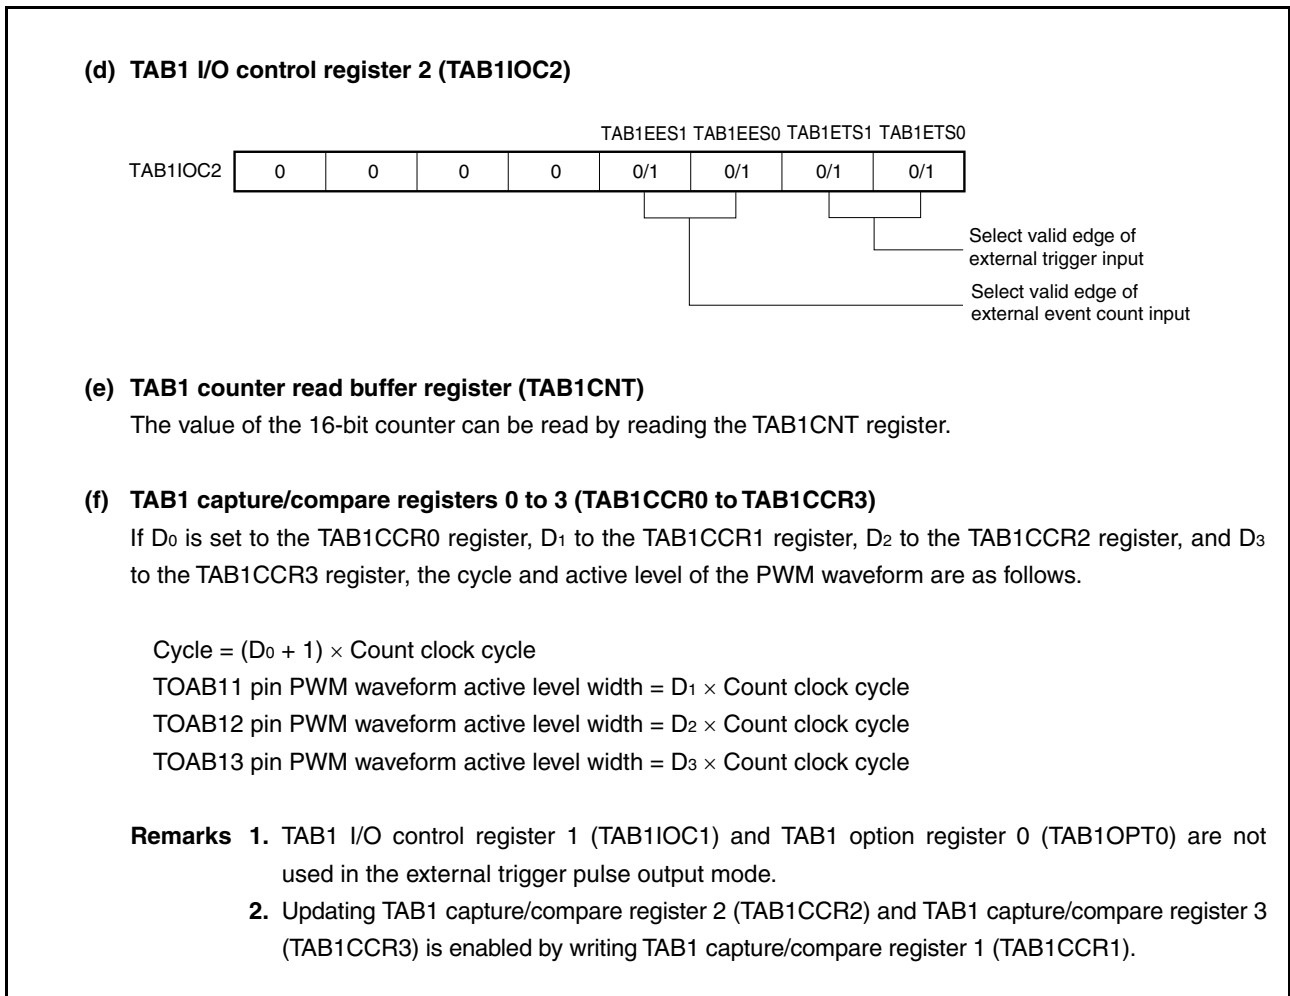 (d) TAB1 I/O control register 2 (TAB1IOC2)
TAB1EES1 TAB1EES0 TAB1ETS1 TAB1ETS0
TAB1IOC2 0 0 0 0 0/1 0/1 0/1 0/1
Select valid edge of
external trigger input
Select valid edge of
external event count input
(e) TAB1 counter read buffer register (TAB1CNT)
The value of the 16-bit counter can be read by reading the TAB1CNT register.
(f) TAB1 capture/compare registers 0 to 3 (TAB1CCR0 to TAB1CCR3)
If D0 is set to the TAB1CCR0 register, D1 to the TAB1CCR1 register, D2 to the TAB1CCR2 register, and D3
to the TAB1CCR3 register, the cycle and active level of the PWM waveform are as follows.
Cycle = (D0 + 1) × Count clock cycle
TOAB11 pin PWM waveform active level width = D1 × Count clock cycle
TOAB12 pin PWM waveform active level width = D2 × Count clock cycle
TOAB13 pin PWM waveform active level width = D3 × Count clock cycle
Remarks 1. TAB1 I/O control register 1 (TAB1IOC1) and TAB1 option register 0 (TAB1OPT0) are not
used in the external trigger pulse output mode.
2. Updating TAB1 capture/compare register 2 (TAB1CCR2) and TAB1 capture/compare register 3
(TAB1CCR3) is enabled by writing TAB1 capture/compare register 1 (TAB1CCR1).